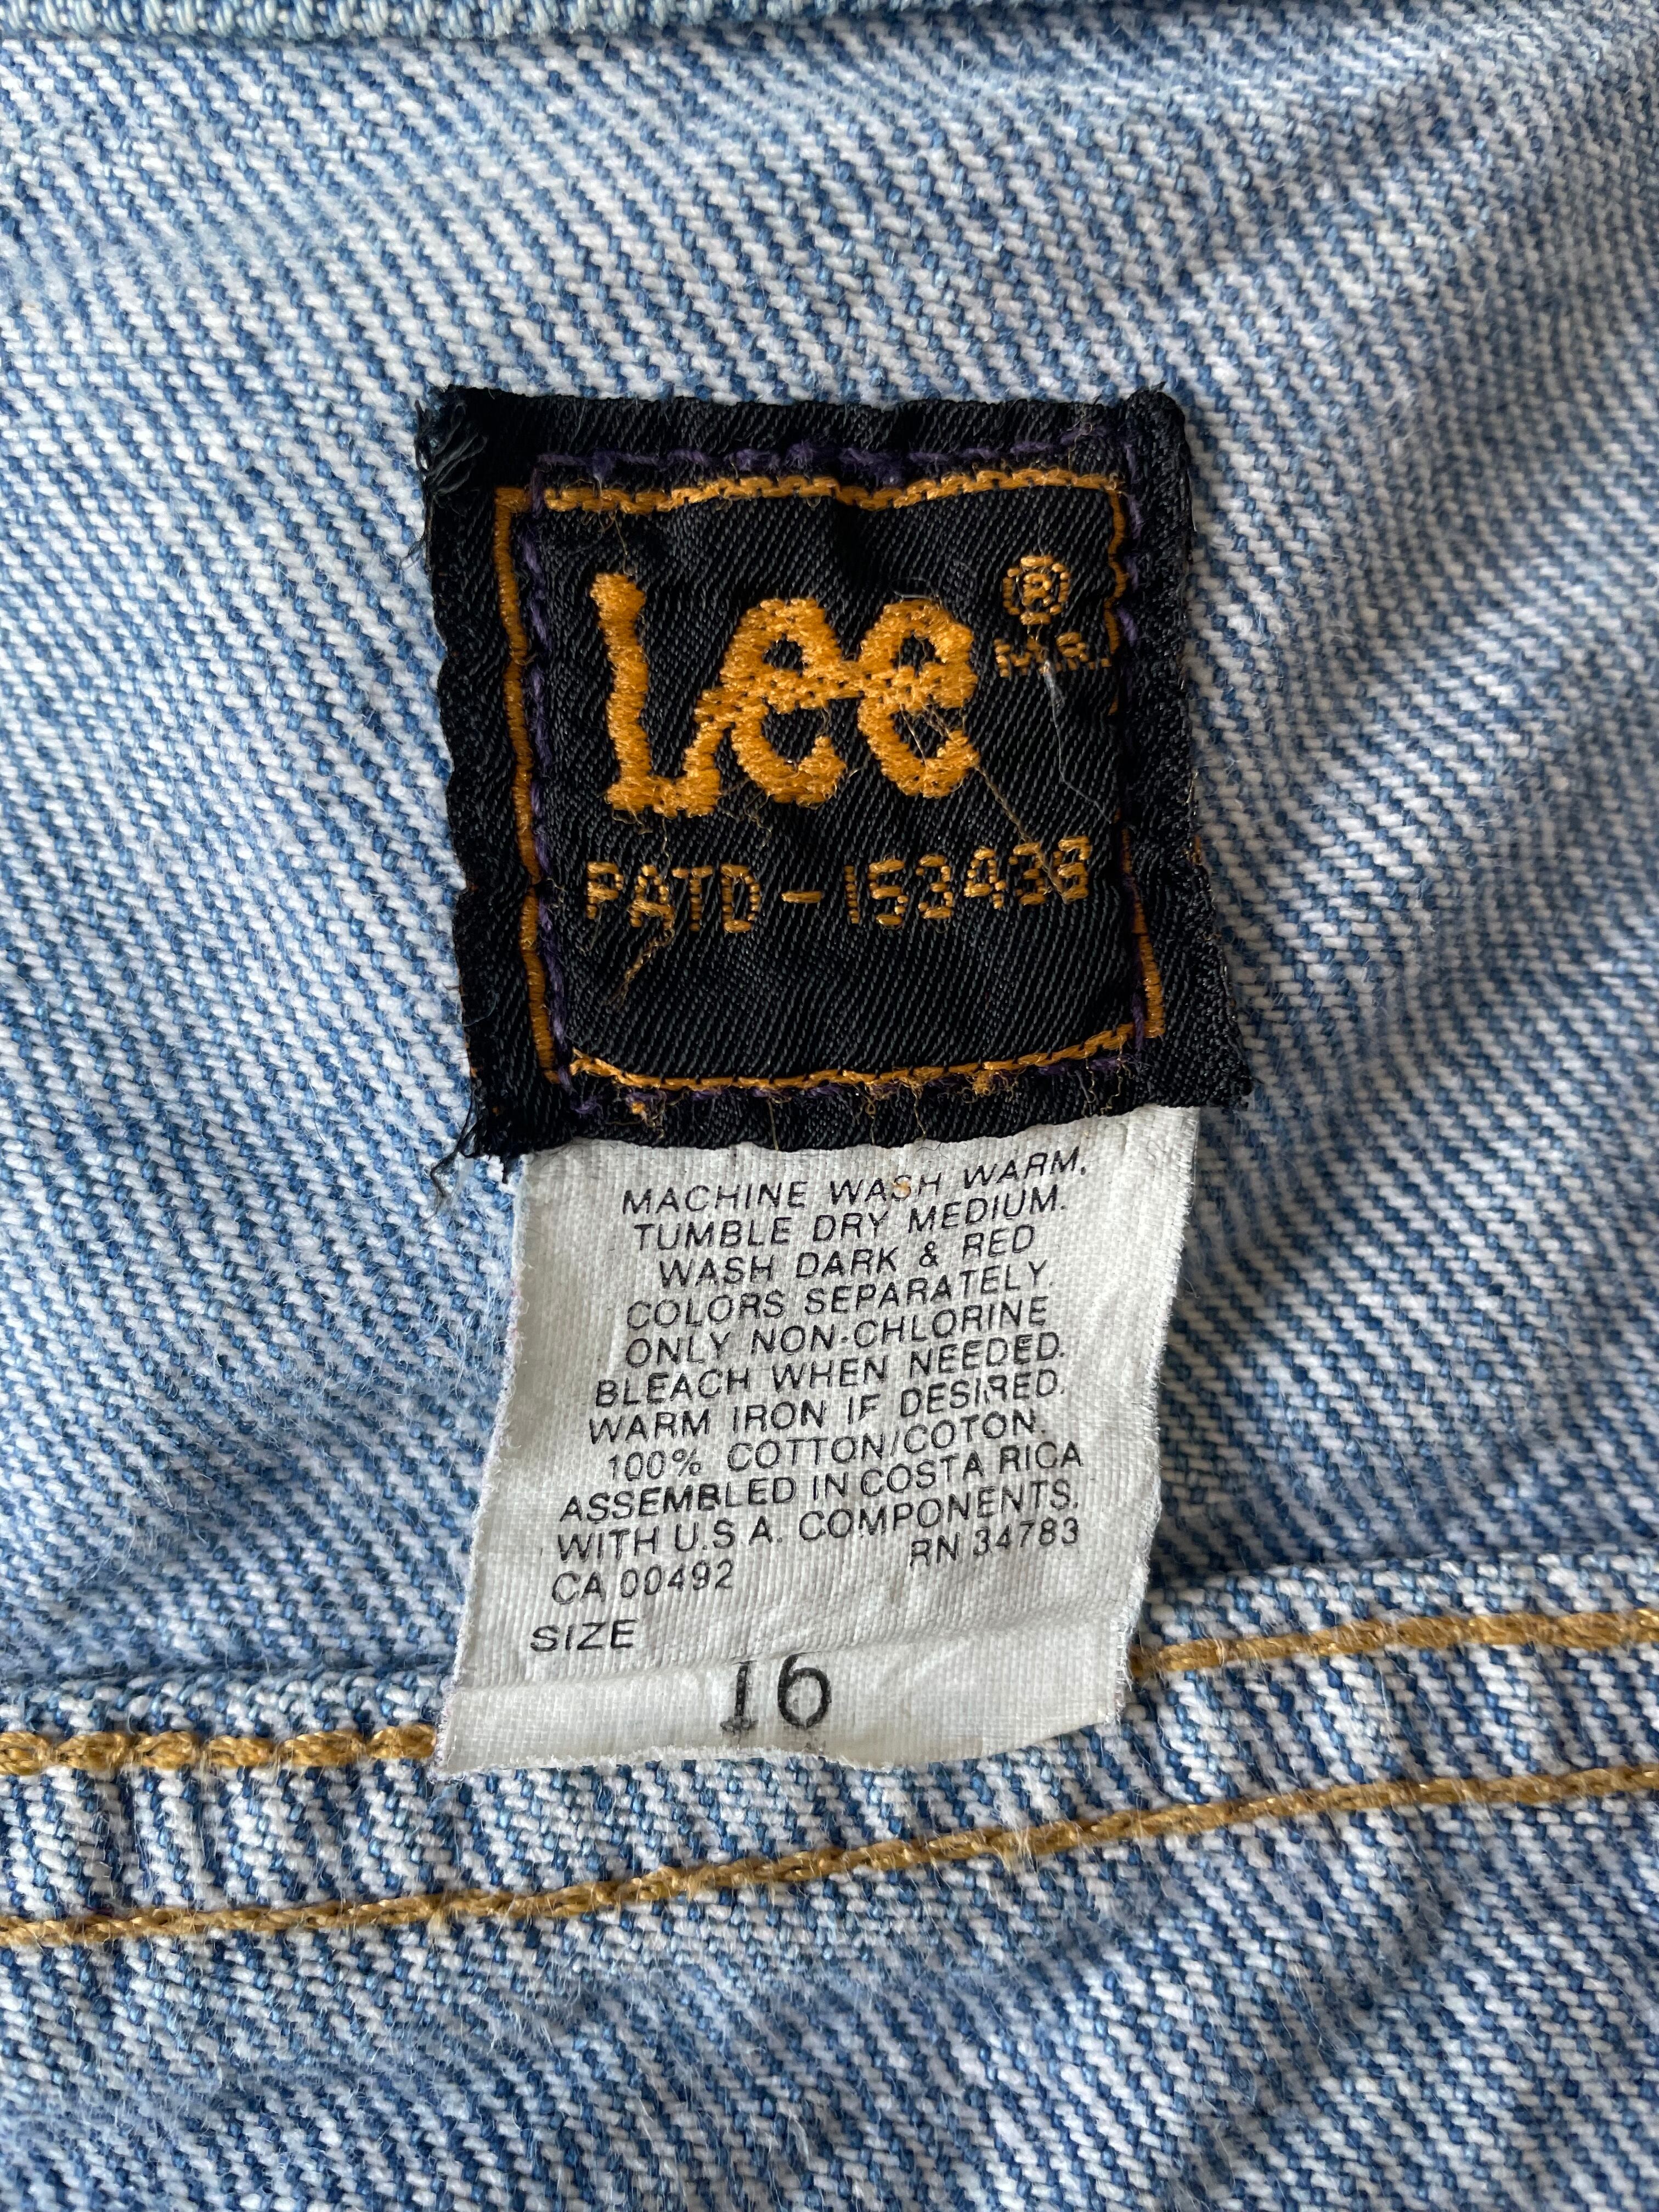 Lee ®
M.R.
PATD-153438
MACHINE WASH WARM,
TUMBLE DRY MEDIUM.
WASH DARK & RED
COLORS SEPARATELY.
ONLY NON-CHLORINE
BLEACH WHEN NEEDED.
WARM IRON IF DESIRED.
100% COTTON/COTON.
ASSEMBLED IN COSTA RICA
WITH U.S.A. COMPONENTS.
RN 34783
CA 00492
SIZE
16